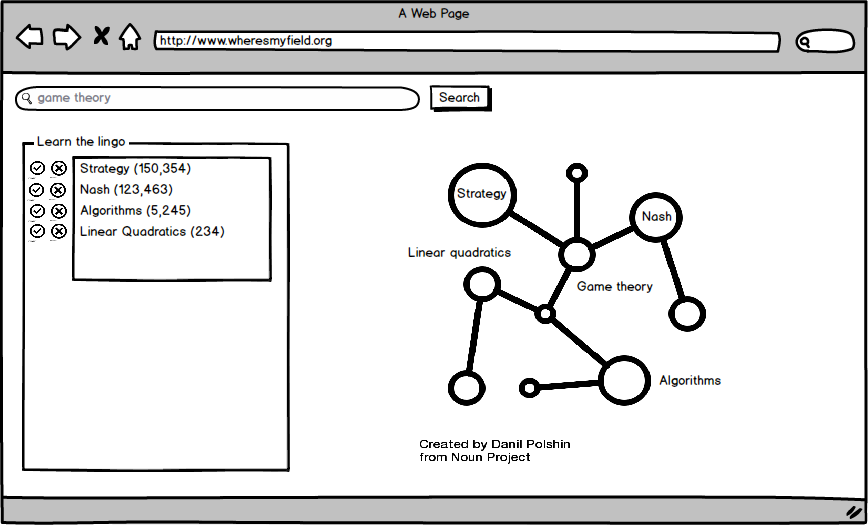 A Web Page
http://www.wheresmyfield.org
game theory
Search
Learn the lingo
Strategy (150,354)
Nash (123,463)
Algorithms (5,245)
Linear Quadratics (234)
Strategy
Nash
Linear quadratics
Game theory
Algorithms
Created by Danil Polshin
from Noun Project